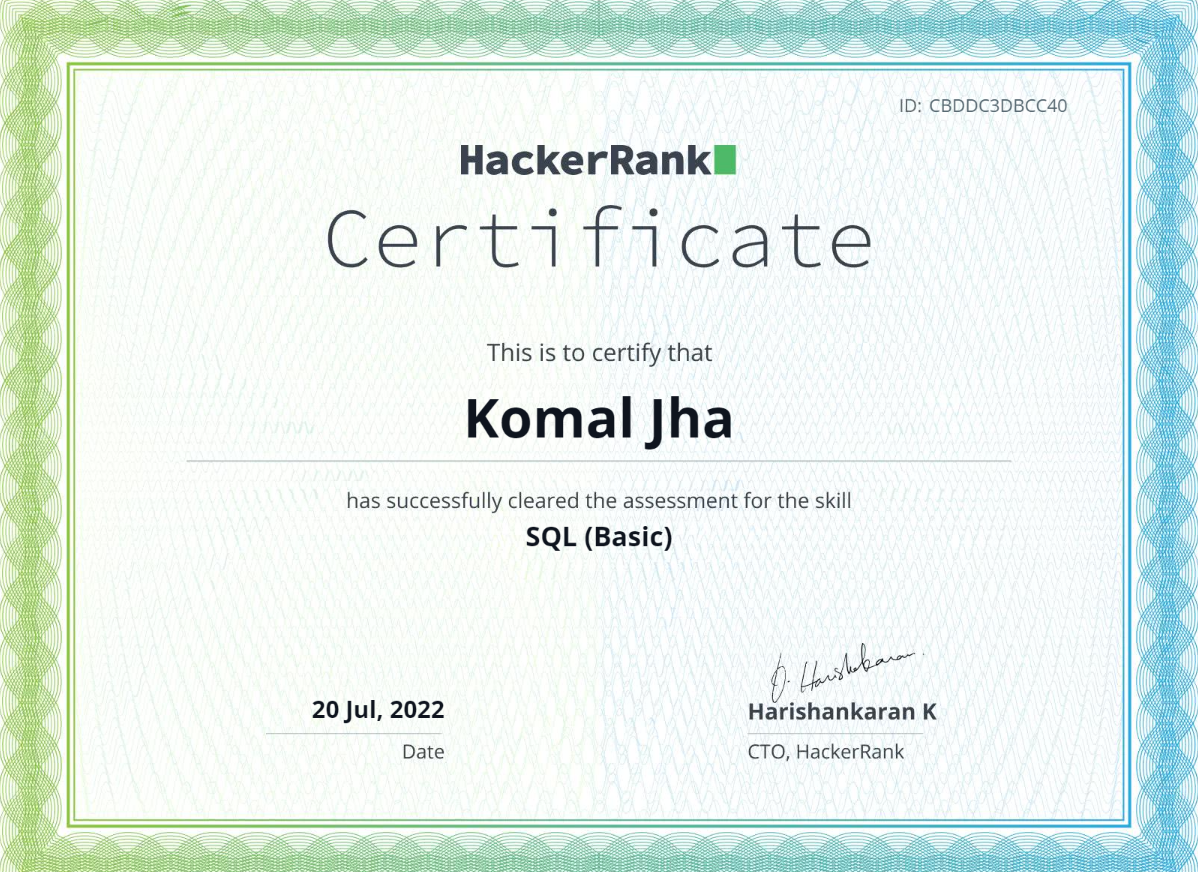 ID: CBDDC3DBCC40
HackerRank
Certificate
This is to certify that
Komal Jha
has successfully cleared the assessment for the skill
SQL (Basic)
20 Jul, 2022
Date
Harishankaran K
CTO, HackerRank